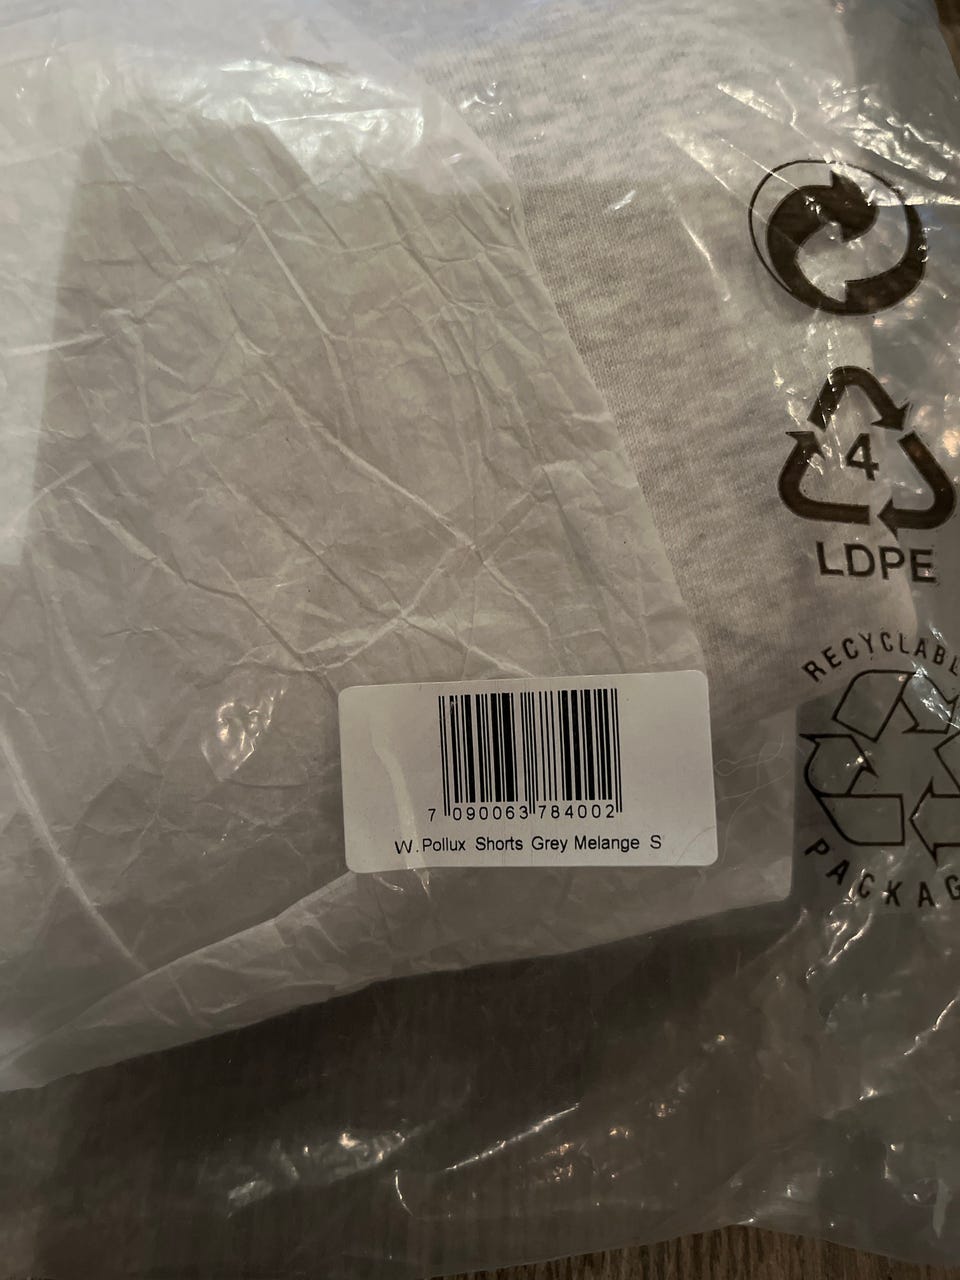 4
LDPE
RECYCLABL
7 090063 784002
W.Pollux Shorts Grey Melange S
PACKAG